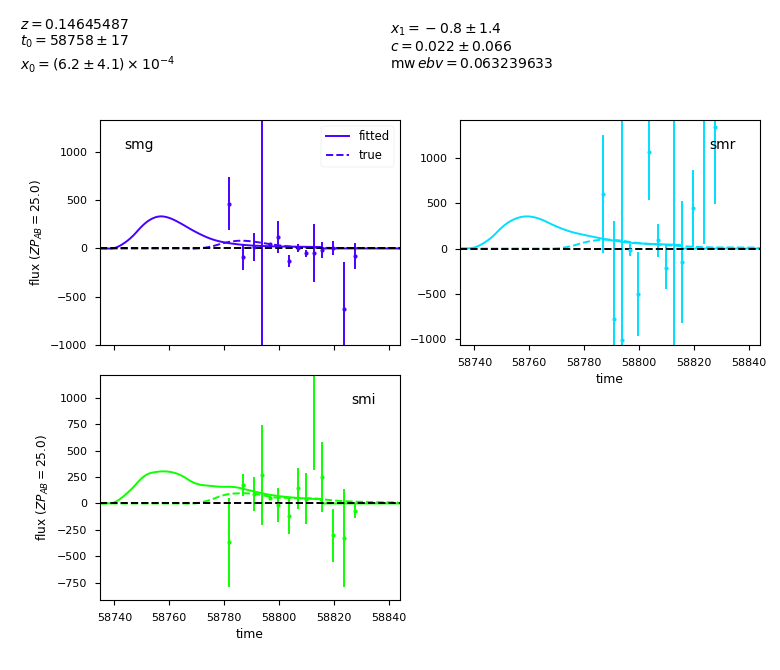 z = 0.14645487
t₀ = 58758 ± 17
x₀ = (6.2 ± 4.1) × 10⁻⁴
x₁ = − 0.8 ± 1.4
c = 0.022 ± 0.066
mw ebv = 0.063239633
smg
fitted
true
1000
500
0
−500
−1000
flux (ZP_AB = 25.0)
smr
1000
500
0
−500
−1000
58740 58760 58780 58800 58820 58840
time
smi
1000
750
500
250
0
−250
−500
−750
flux (ZP_AB = 25.0)
58740 58760 58780 58800 58820 58840
time